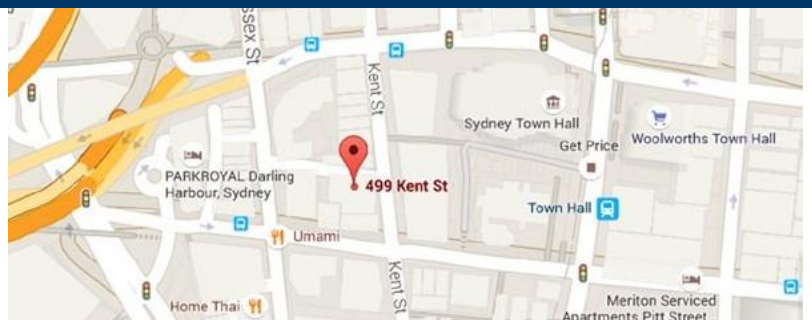 ssex St
Kent St
Sydney Town Hall
Woolworths Town Hall
Get Price
PARKROYAL Darling
Harbour, Sydney
499 Kent St
Town Hall
Umami
Kent St
Home Thai
Meriton Serviced
Apartments Pitt Street